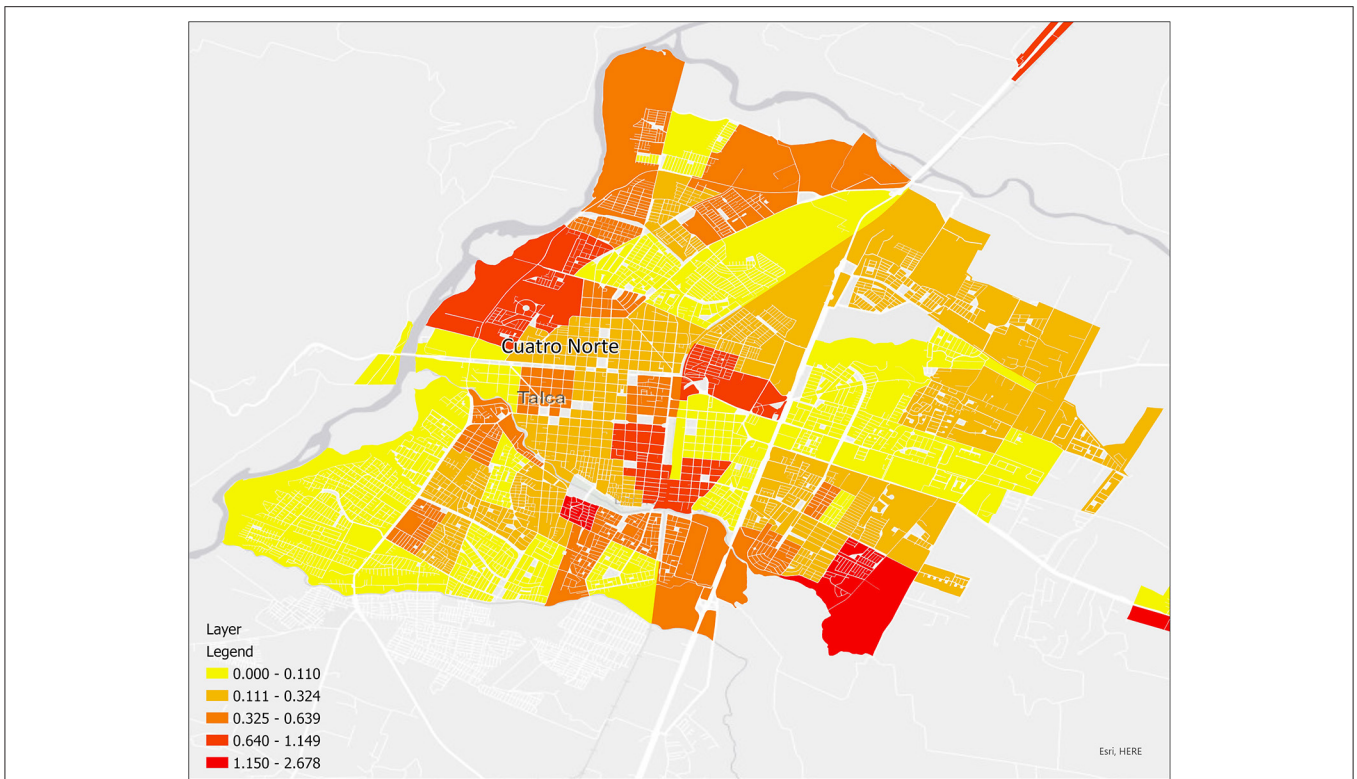 Cuatro Norte
Talca
Layer
Legend
0.000 - 0.110
0.111 - 0.324
0.325 - 0.639
0.640 - 1.149
1.150 - 2.678
Esri, HERE